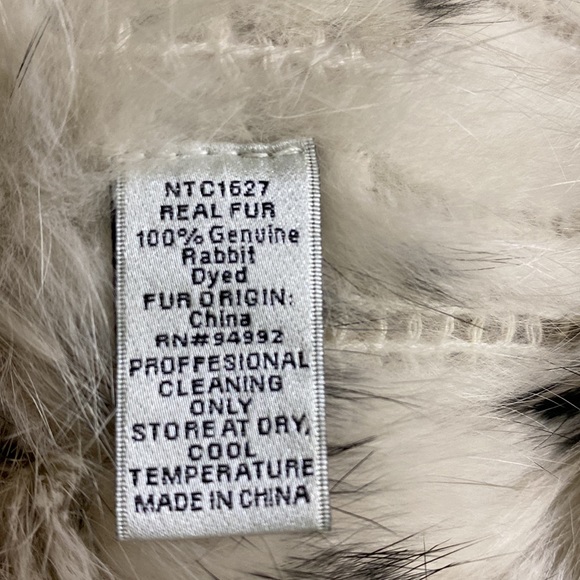 NTC1627
REAL FUR
100% Genuine
Rabbit
Dyed
FUR ORIGIN:
China
RN#94992
PROFFESIONAL
CLEANING
ONLY
STORE AT DRY,
COOL
TEMPERATURE
MADE IN CHINA